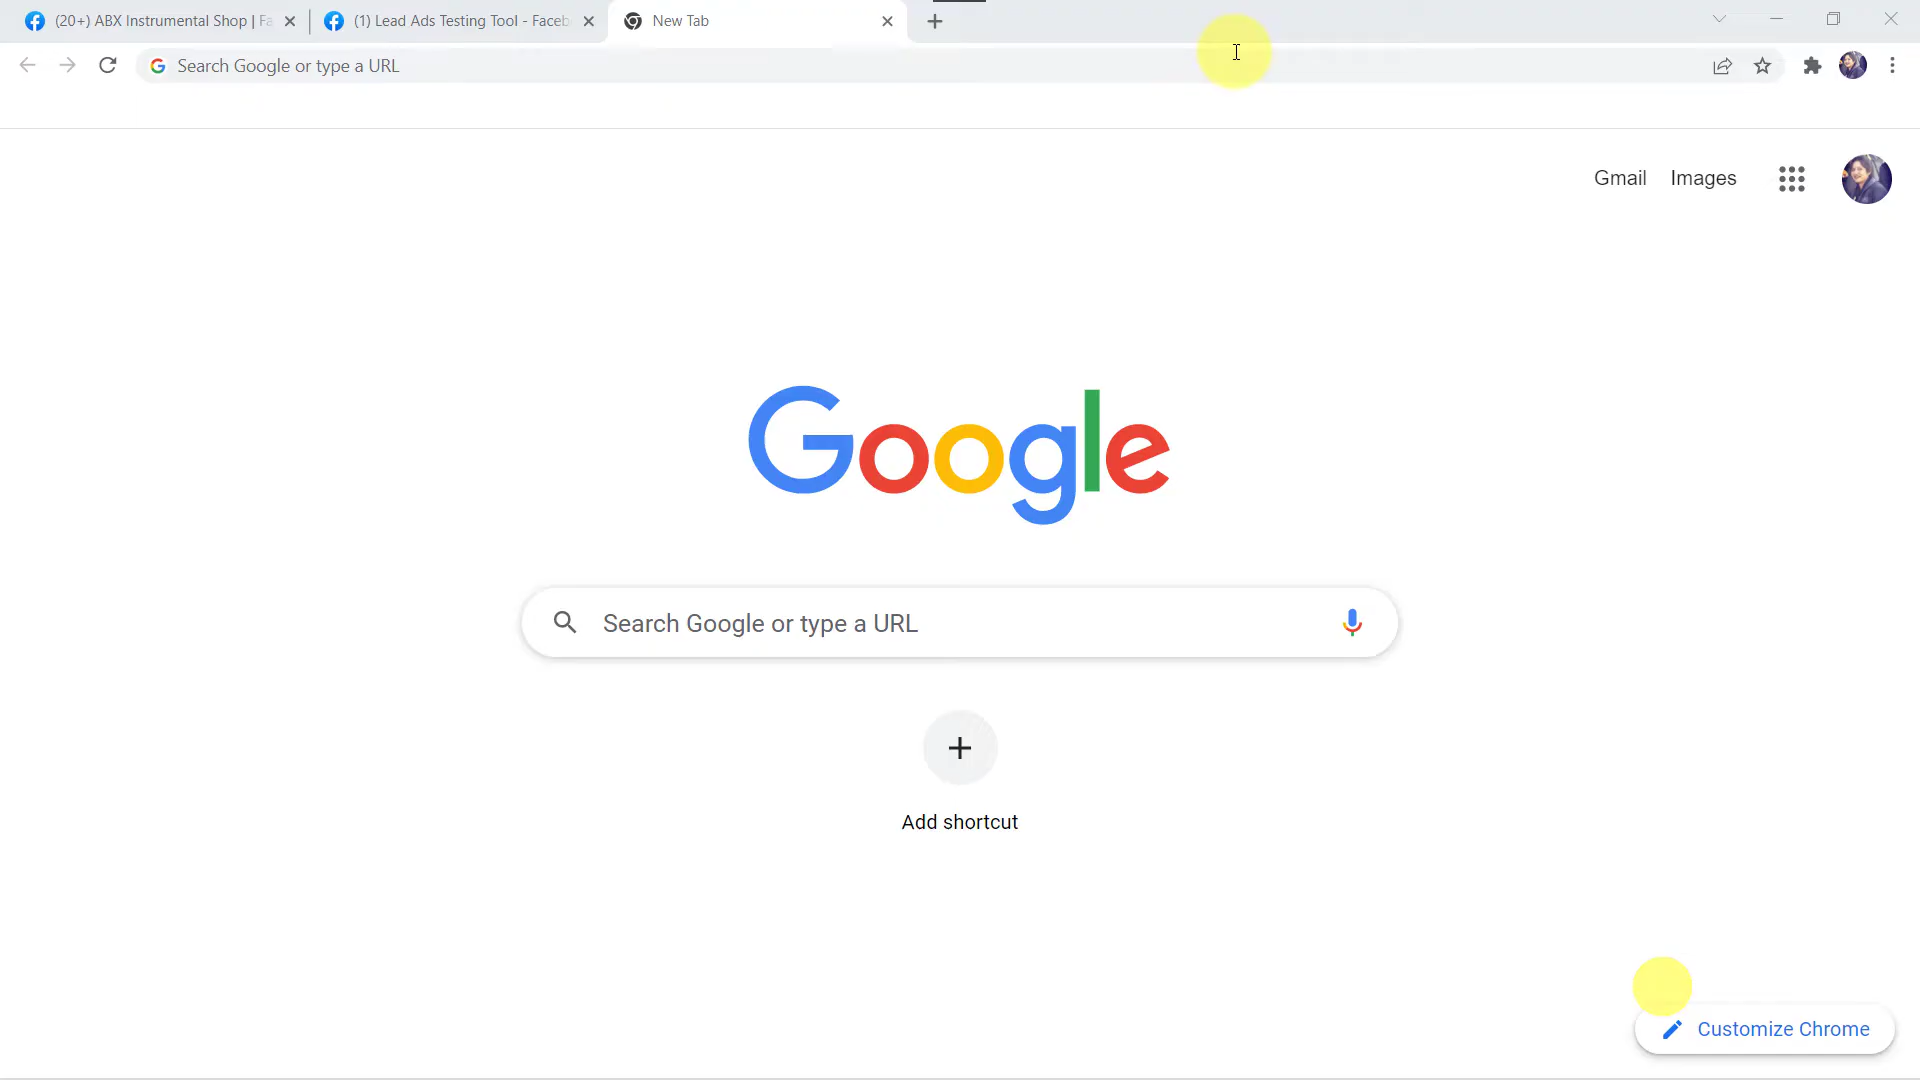 (20+) ABX Instrumental Shop | Fa
(1) Lead Ads Testing Tool - Faceb
New Tab
Search Google or type a URL
Gmail
Images
Google
Search Google or type a URL
Add shortcut
Customize Chrome